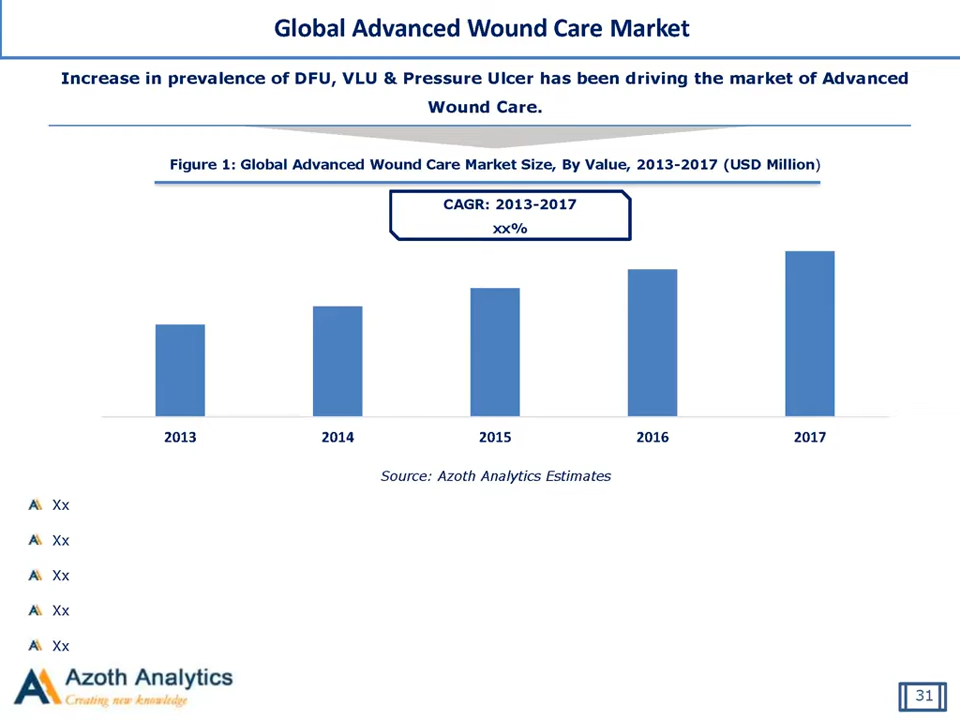 Global Advanced Wound Care Market
Increase in prevalence of DFU, VLU & Pressure Ulcer has been driving the market of Advanced
Wound Care.
Figure 1: Global Advanced Wound Care Market Size, By Value, 2013-2017 (USD Million)
CAGR: 2013-2017
xx%
2013 2014 2015 2016 2017
Source: Azoth Analytics Estimates
Xx
Xx
Xx
Xx
Xx
Azoth Analytics
Creating new knowledge
31